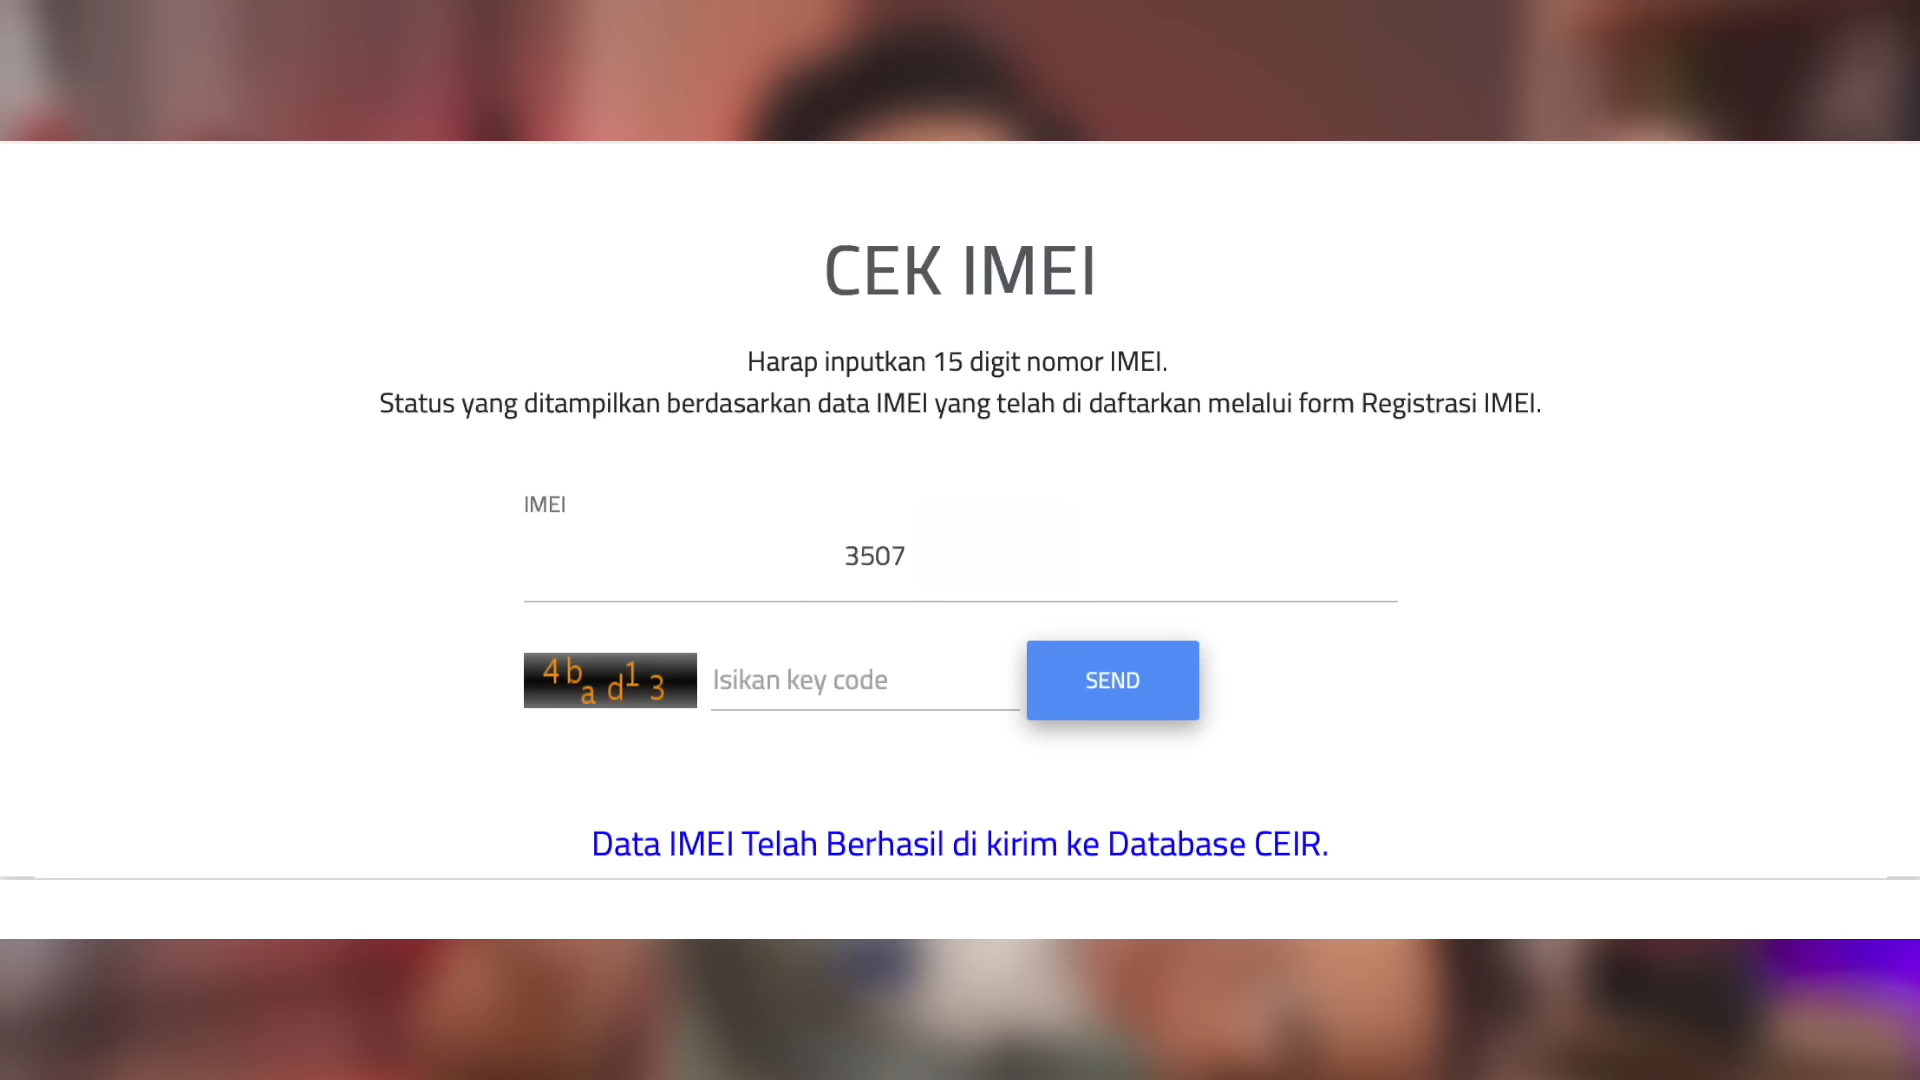 CEK IMEI
Harap inputkan 15 digit nomor IMEI.
Status yang ditampilkan berdasarkan data IMEI yang telah di daftarkan melalui form Registrasi IMEI.
IMEI
3507
4bad13 Isikan key code SEND
Data IMEI Telah Berhasil di kirim ke Database CEIR.